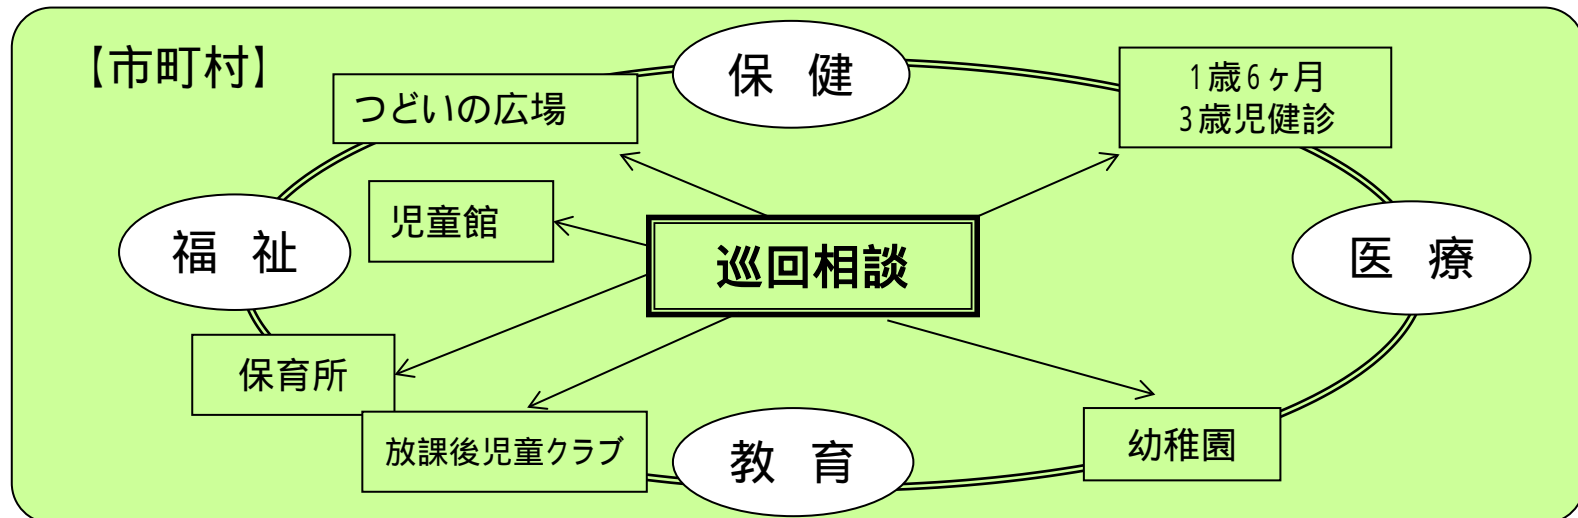 【市町村】
保 健
つどいの広場
1歳6ヶ月
3歳児健診
児童館
福 祉
巡回相談
医 療
保育所
放課後児童クラブ
教 育
幼稚園